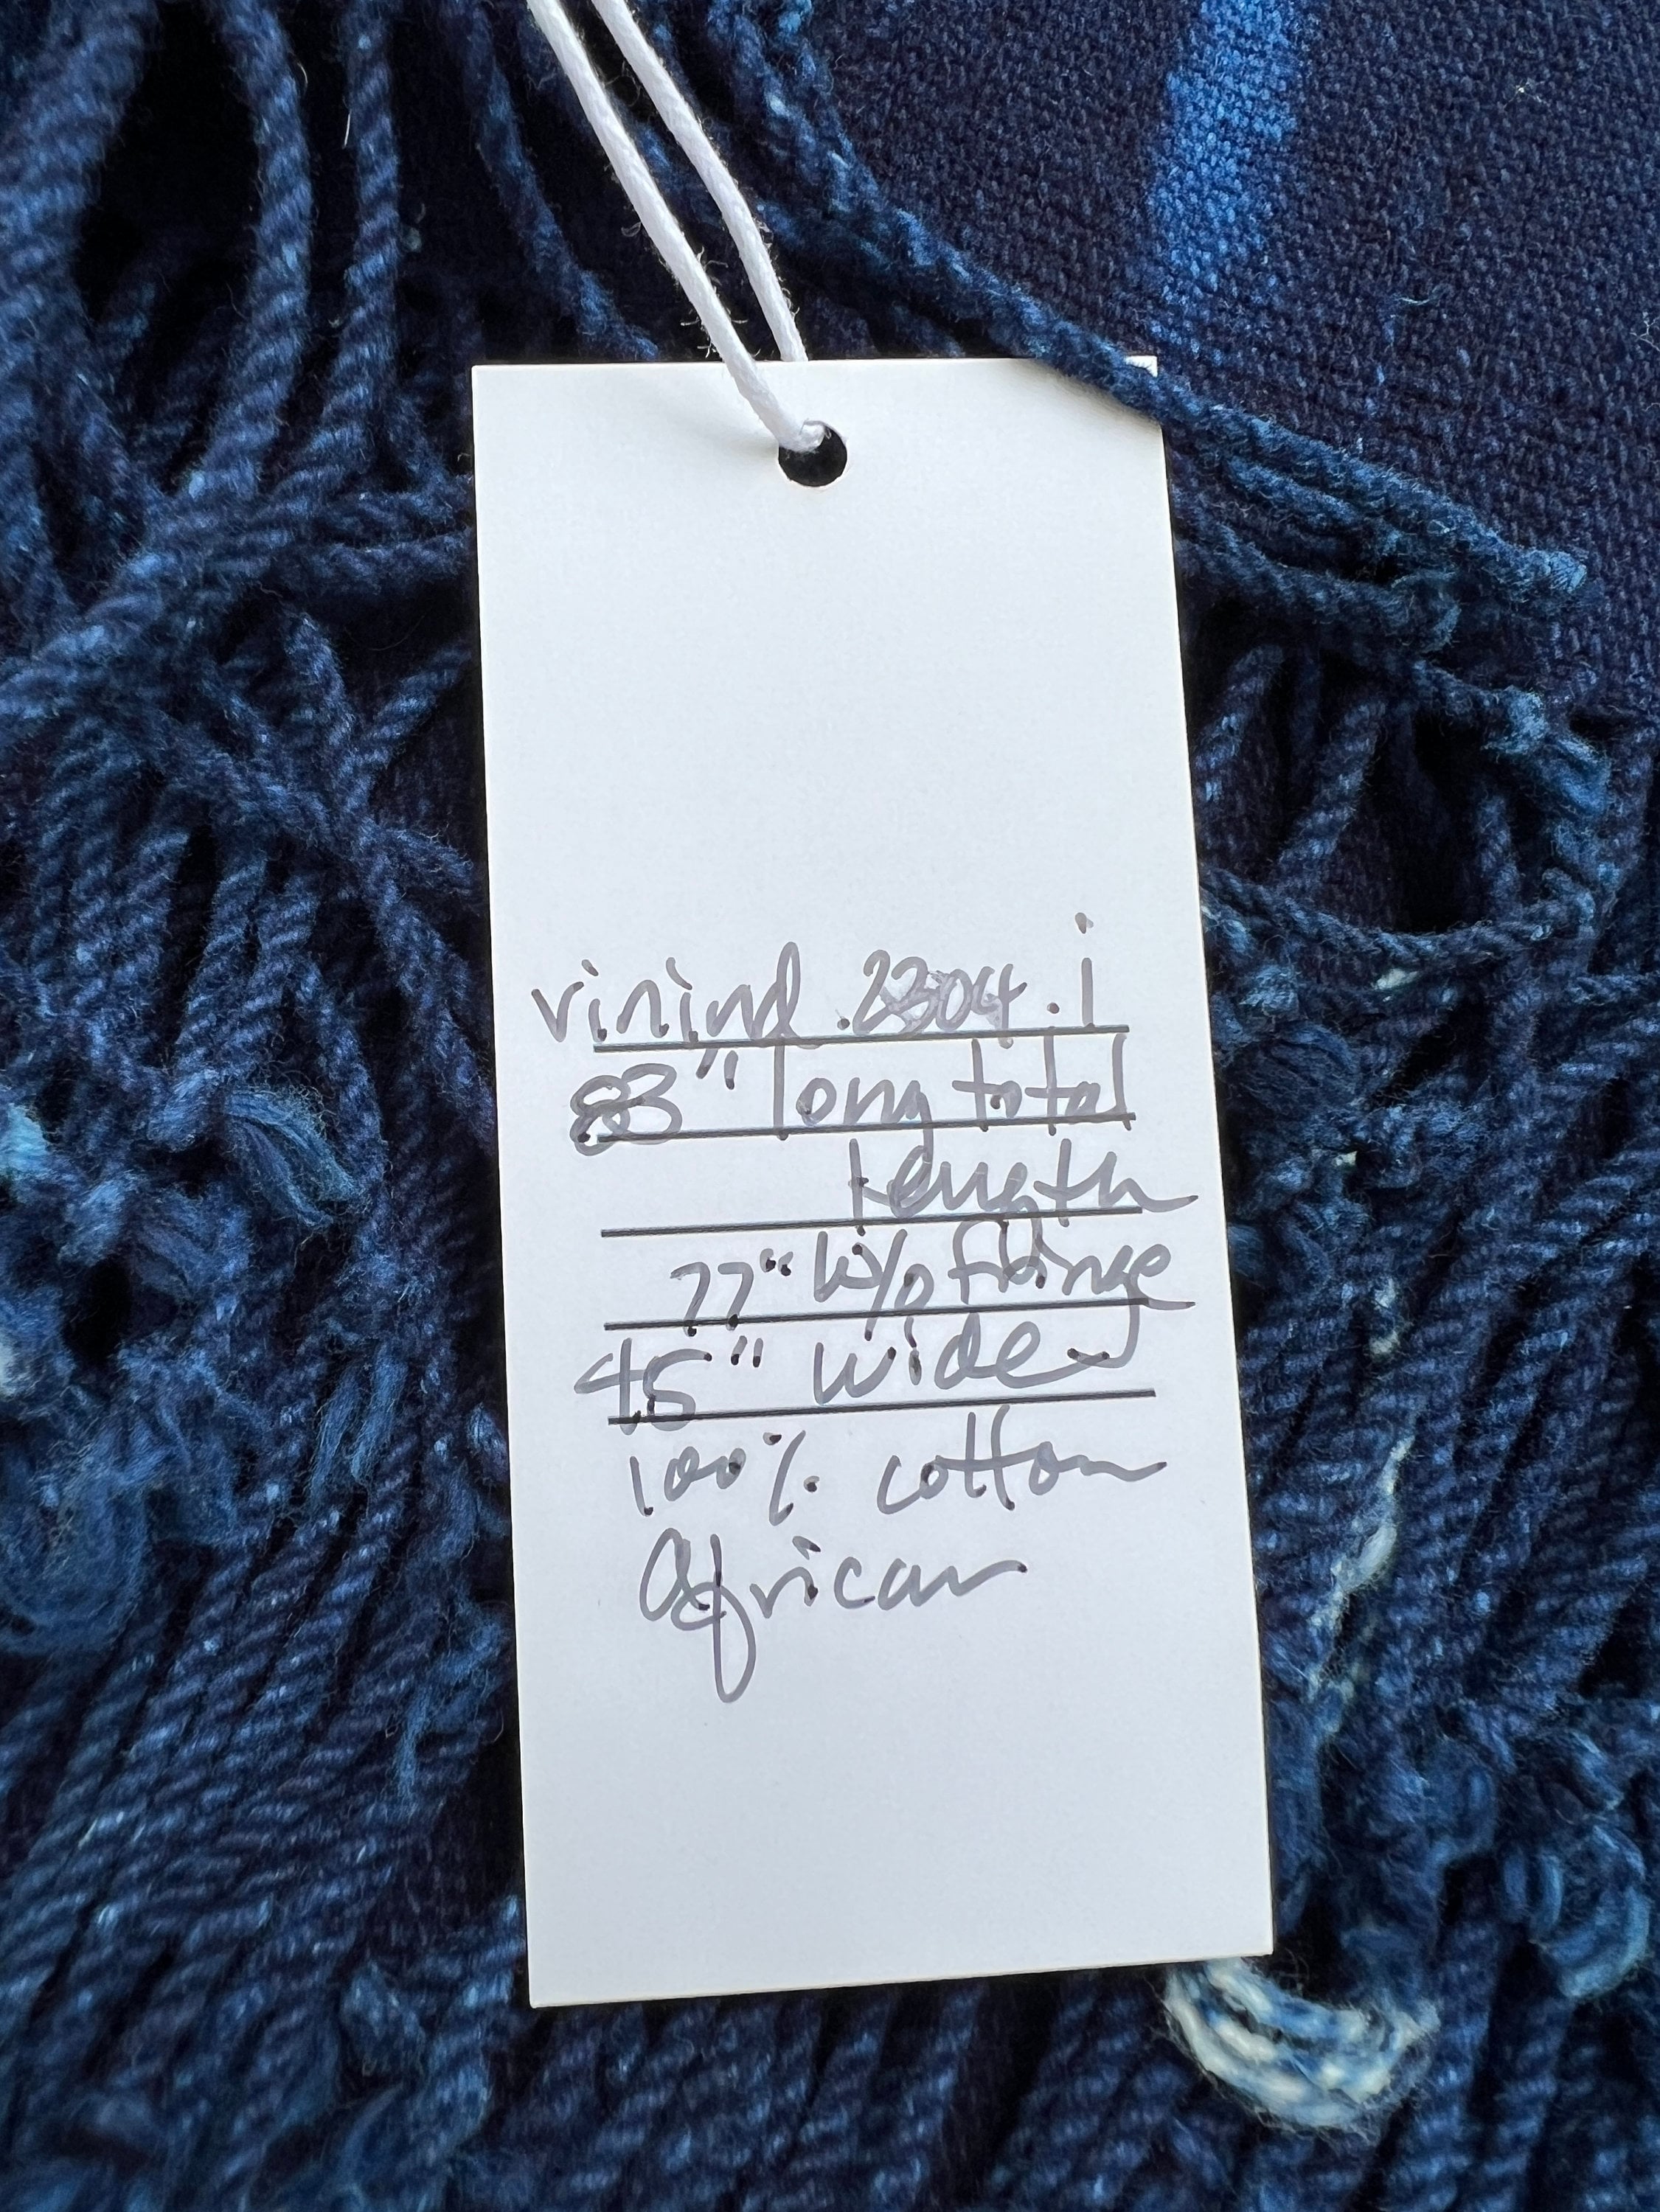 vinind.2304.i
83" long total
length
77" w/o fringe
45" wide
100% cotton
African